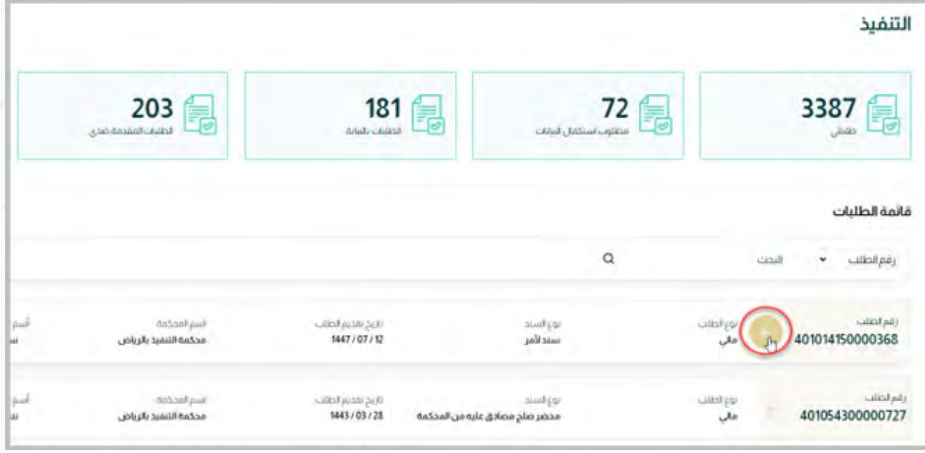 التنفيذ
3387
طلباتي
72
مطلوب استكمال البيانات
181
الطلبات بالنيابة
203
الطلبات المقدمة ضدي
قائمة الطلبات
رقم الطلب
البحث
رقم الطلب
401014150000368
نوع الطلب
مالي
نوع السند
سند لأمر
تاريخ تقديم الطلب
1447 / 07 / 12
اسم المحكمة
محكمة التنفيذ بالرياض
أسم
رقم الطلب
401054300000727
نوع الطلب
مالي
نوع السند
محضر صلح مصادق عليه من المحكمة
تاريخ تقديم الطلب
1443 / 03 / 28
اسم المحكمة
محكمة التنفيذ بالرياض
أسم